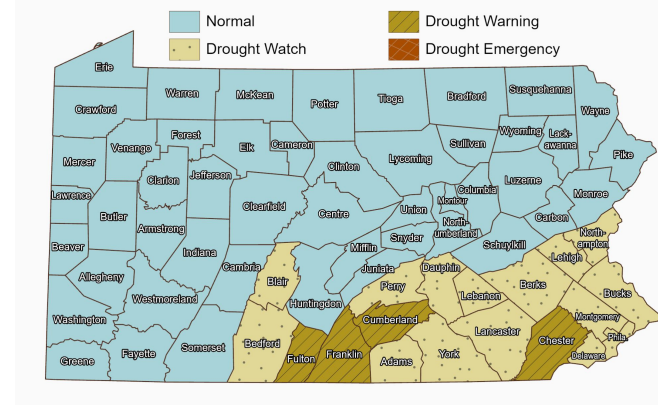 Normal
Drought Warning
Drought Watch
Drought Emergency
Erie
Warren
McKean
Potter
Tioga
Bradford
Susquehanna
Wayne
Crawford
Forest
Venango
Elk
Cameron
Sullivan
Wyoming
Lack-
awanna
Pike
Mercer
Clarion
Jefferson
Clinton
Lycoming
Luzerne
Columbia
Monroe
Lawrence
Butler
Armstrong
Clearfield
Centre
Union
Montour
North-
umberland
Carbon
Beaver
Indiana
Snyder
Mifflin
Schuylkill
North-
ampton
Lehigh
Allegheny
Cambria
Blair
Juniata
Dauphin
Westmoreland
Huntingdon
Perry
Lebanon
Berks
Bucks
Washington
Cumberland
Montgomery
Lancaster
Phila.
Greene
Fayette
Somerset
Bedford
Fulton
Franklin
Adams
York
Chester
Delaware